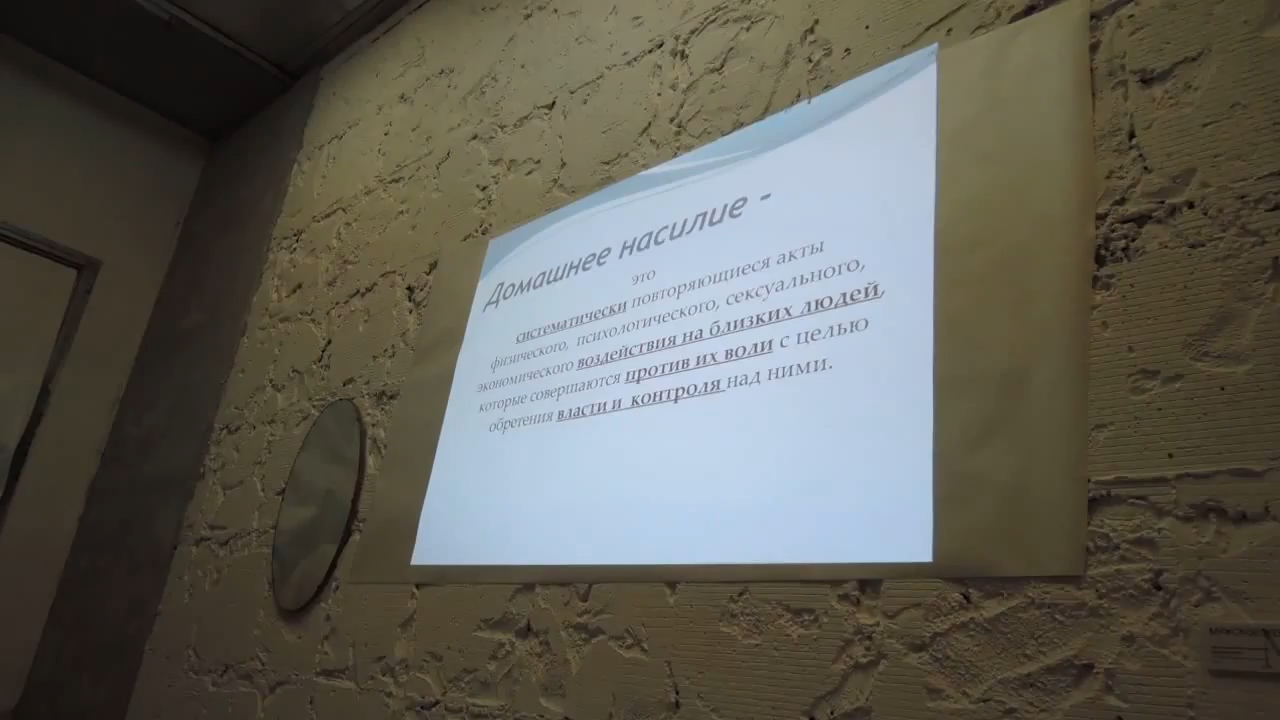 Домашнее насилие -
это
систематически повторяющиеся акты
физического, психологического, сексуального,
экономического воздействия на близких людей,
которые совершаются против их воли с целью
обретения власти и контроля над ними.